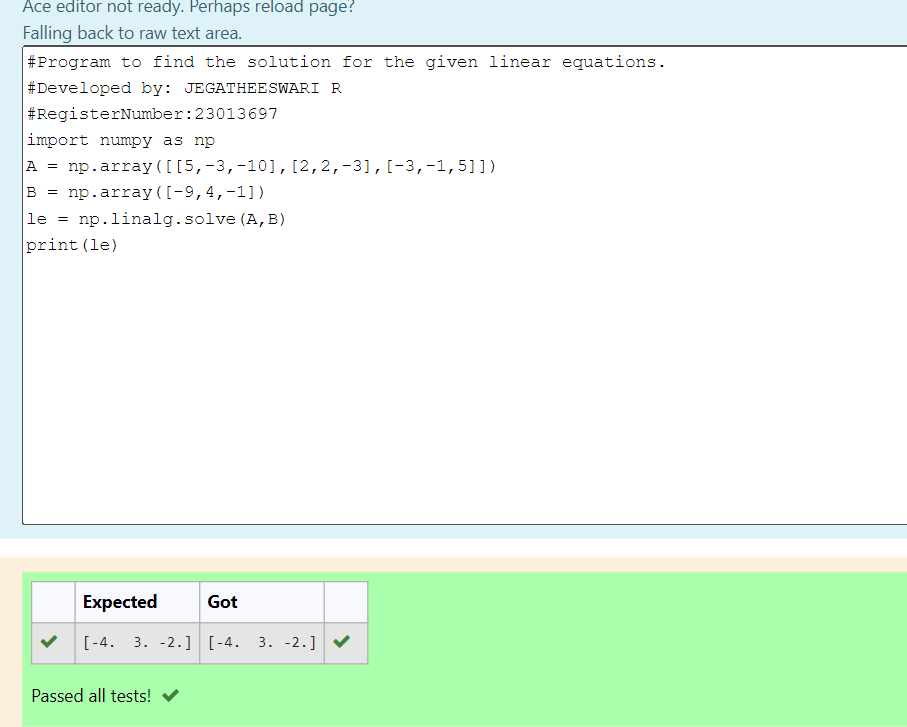 Ace editor not ready. Perhaps reload page?
Falling back to raw text area.
#Program to find the solution for the given linear equations.
#Developed by: JEGATHEESWARI R
#RegisterNumber:23013697
import numpy as np
A = np.array([[5,-3,-10],[2,2,-3],[-3,-1,5]])
B = np.array([-9,4,-1])
le = np.linalg.solve(A,B)
print(le)
Expected Got
[-4.  3. -2.] [-4.  3. -2.]
Passed all tests!